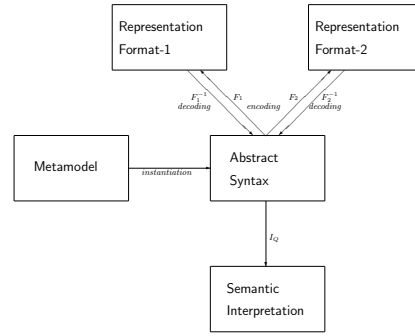 Representation
Format-1
Representation
Format-2
F₁⁻¹
decoding
F₁
encoding
F₂
F₂⁻¹
decoding
Metamodel
instantiation
Abstract
Syntax
I_Q
Semantic
Interpretation